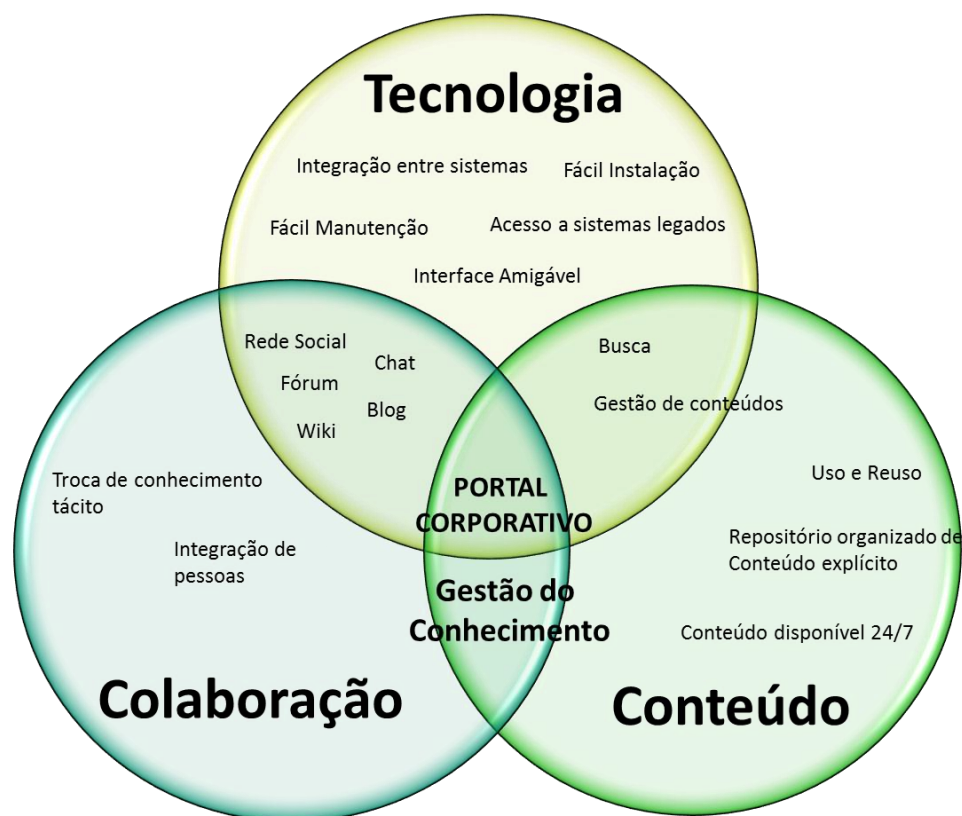 Tecnologia
Integração entre sistemas
Fácil Instalação
Fácil Manutenção
Acesso a sistemas legados
Interface Amigável
Rede Social
Chat
Fórum
Blog
Wiki
Busca
Gestão de conteúdos
Troca de conhecimento
tácito
Integração de
pessoas
PORTAL
CORPORATIVO
Gestão do
Conhecimento
Uso e Reuso
Repositório organizado de
Conteúdo explícito
Conteúdo disponível 24/7
Colaboração
Conteúdo